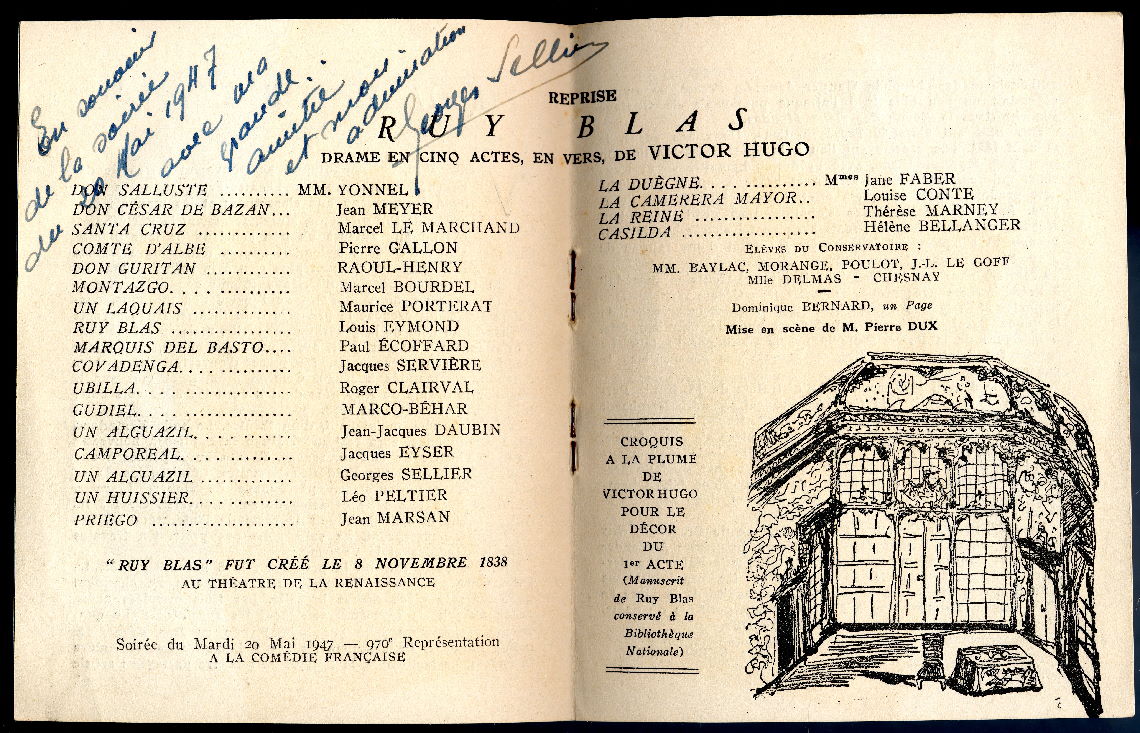 En souvenir
de la soirée
du 20 Mai 1947
avec ma
grande
amitié
et mon
admiration
Georges Sellier
REPRISE
RUY BLAS
DRAME EN CINQ ACTES, EN VERS, DE VICTOR HUGO
DON SALLUSTE .......... MM. YONNEL
DON CÉSAR DE BAZAN... Jean MEYER
SANTA CRUZ ............ Marcel LE MARCHAND
COMTE D'ALBE .......... Pierre GALLON
DON GURITAN ........... RAOUL-HENRY
MONTAZGO............... Marcel BOURDEL
UN LAQUAIS ............. Maurice PORTERAT
RUY BLAS ............... Louis EYMOND
MARQUIS DEL BASTO.... Paul ÉCOFFARD
COVADENGA.............. Jacques SERVIÈRE
UBILLA................... Roger CLAIRVAL
GUDIEL................... MARCO-BÉHAR
UN ALGUAZIL............ Jean-Jacques DAUBIN
CAMPOREAL.............. Jacques EYSER
UN ALGUAZIL ............ Georges SELLIER
UN HUISSIER............. Léo PELTIER
PRIEGO .................. Jean MARSAN
"RUY BLAS" FUT CRÉÉ LE 8 NOVEMBRE 1838
AU THÉATRE DE LA RENAISSANCE
Soirée du Mardi 20 Mai 1947 — 970e Représentation
A LA COMÉDIE FRANÇAISE
LA DUÈGNE.............. Mmes Jane FABER
LA CAMERERA MAYOR.. Louise CONTE
LA REINE ................ Thérèse MARNEY
CASILDA .................. Hélène BELLANGER
ELÈVES DU CONSERVATOIRE :
MM. BAYLAC, MORANGE, POULOT, J.-L. LE GOFF
Mlle DELMAS - CHESNAY
Dominique BERNARD, un Page
Mise en scène de M. Pierre DUX
CROQUIS
A LA PLUME
DE
VICTOR HUGO
POUR LE
DÉCOR
DU
1er ACTE
(Manuscrit
de Ruy Blas
conservé à la
Bibliothèque
Nationale)